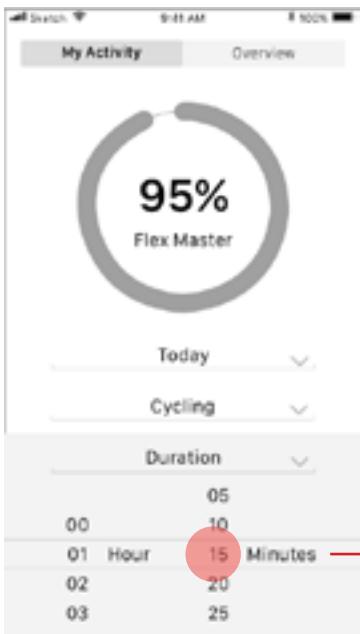 Sketch 9:41 AM 100%
My Activity Overview
95%
Flex Master
Today
Cycling
Duration
05
00 10
01 Hour 15 Minutes
02 20
03 25